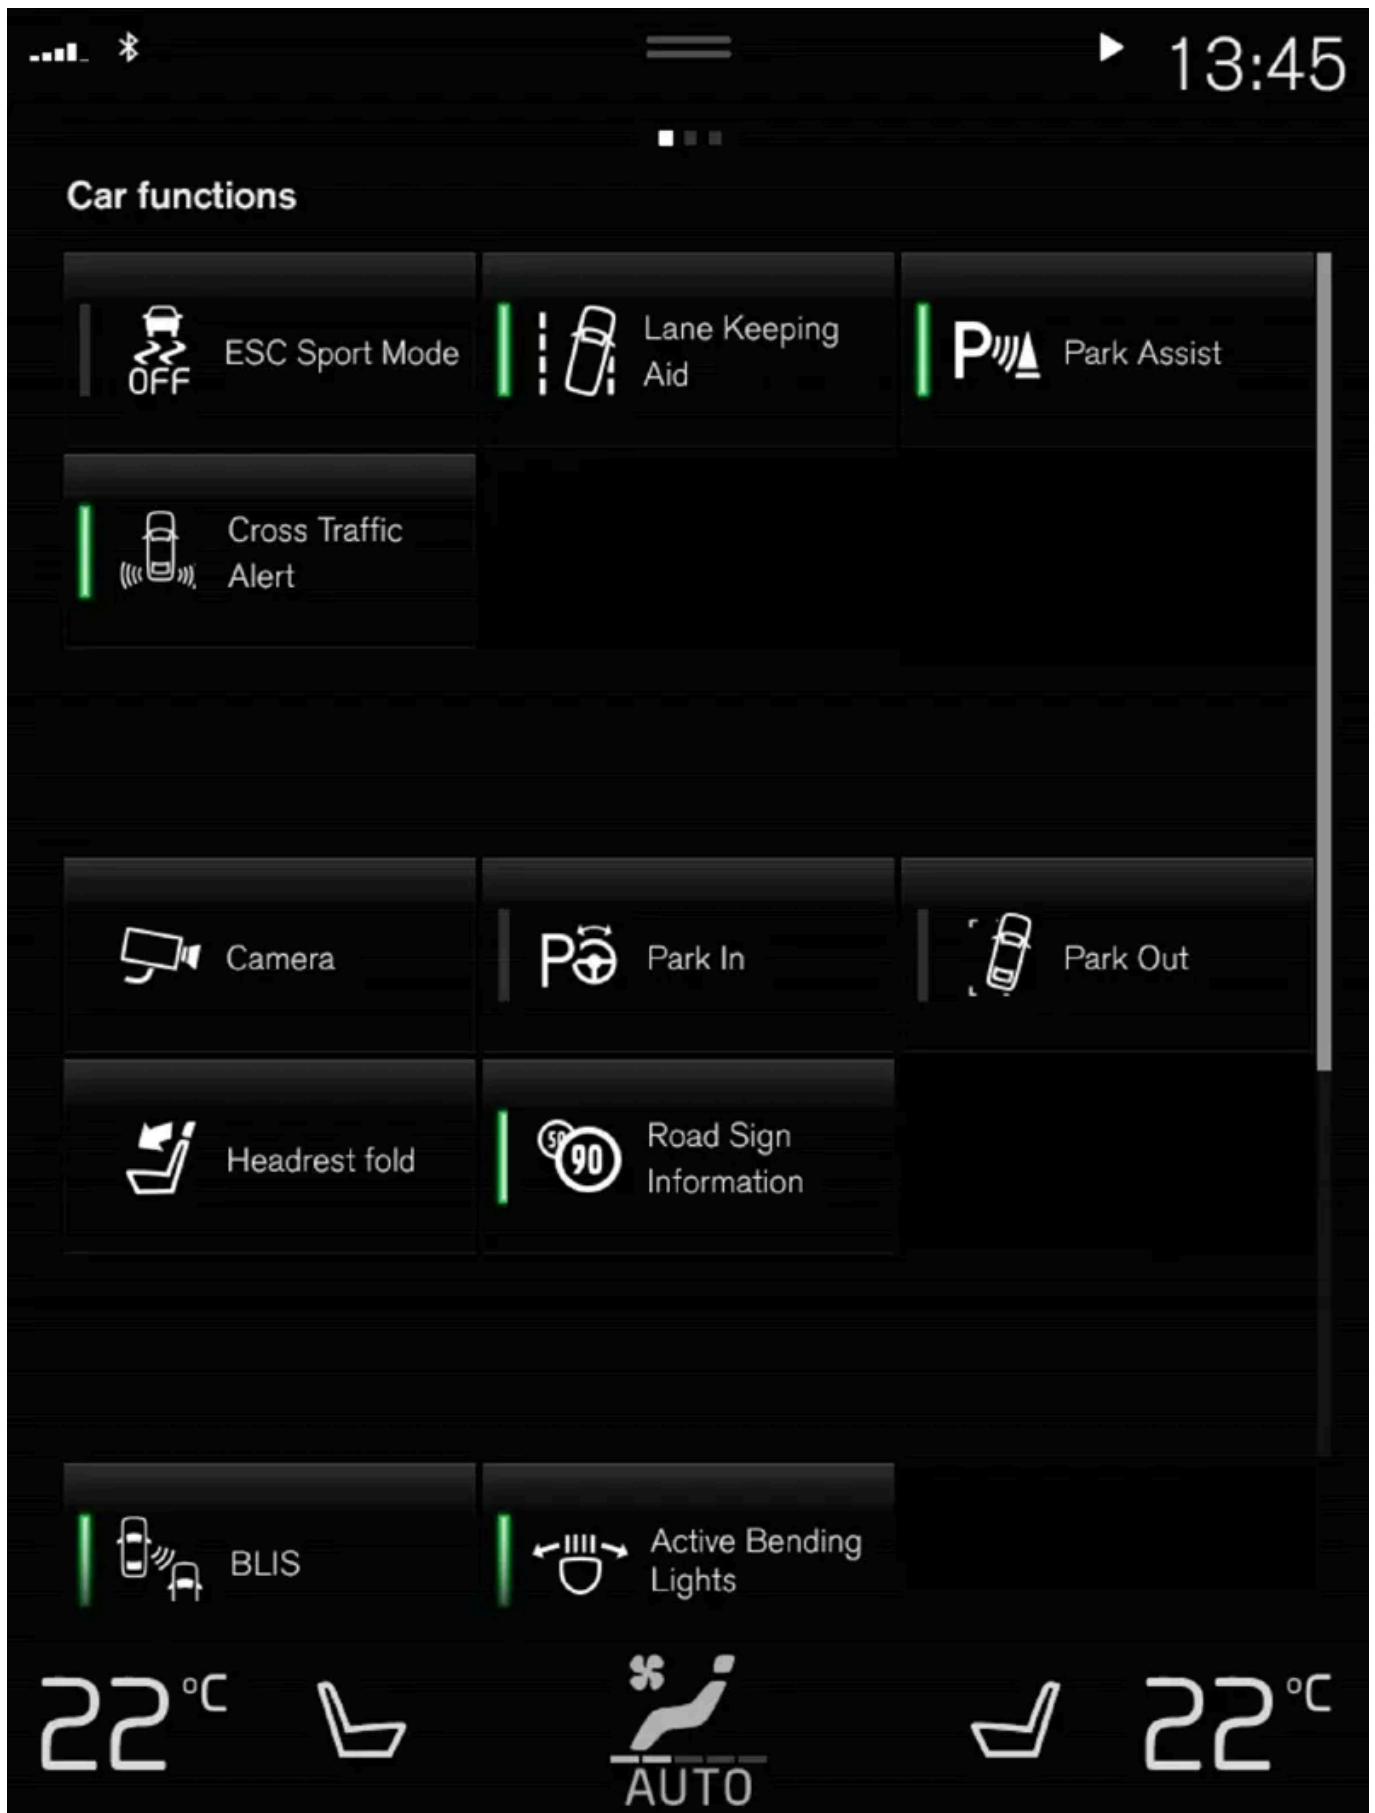 13:45
Car functions
OFF
ESC Sport Mode
Lane Keeping
Aid
P
Park Assist
Cross Traffic
Alert
Camera
P
Park In
Park Out
Headrest fold
50
90
Road Sign
Information
BLIS
Active Bending
Lights
22°C
22°C
AUTO